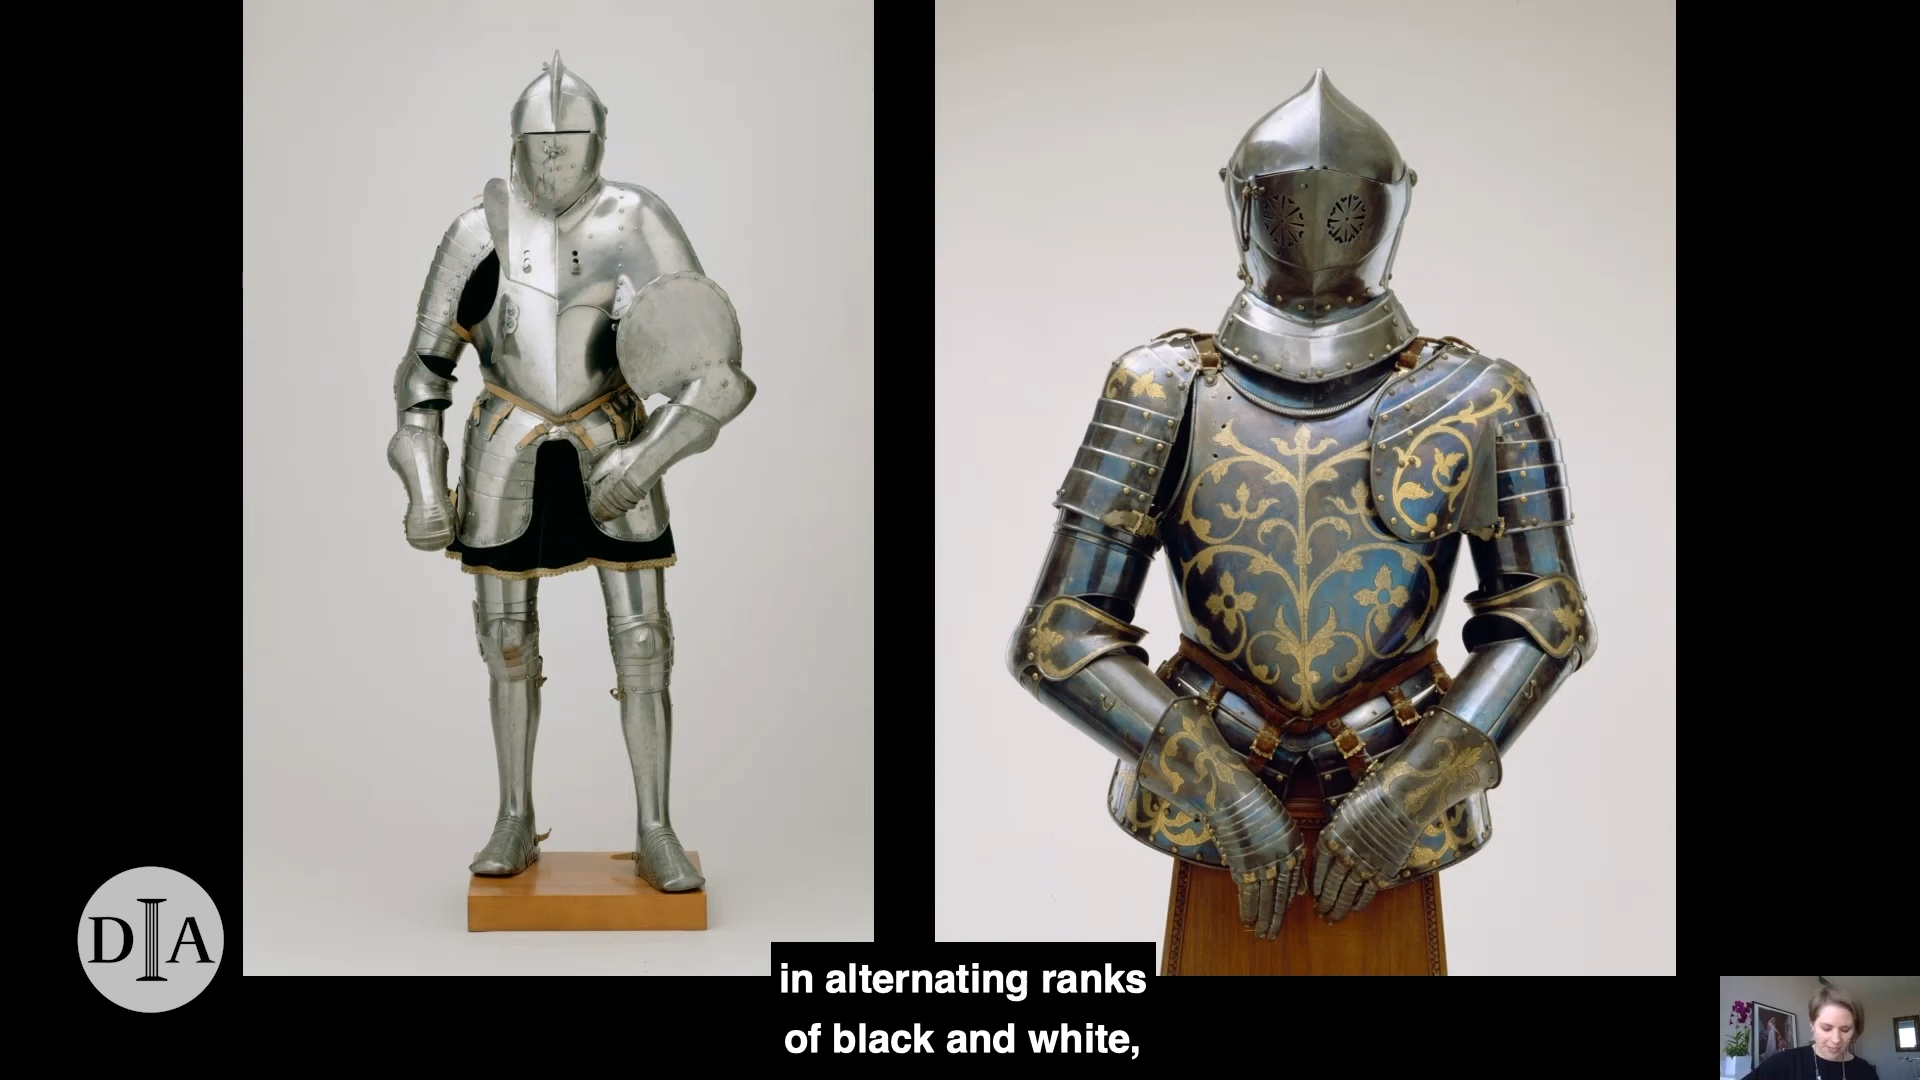 DIA
in alternating ranks
of black and white,